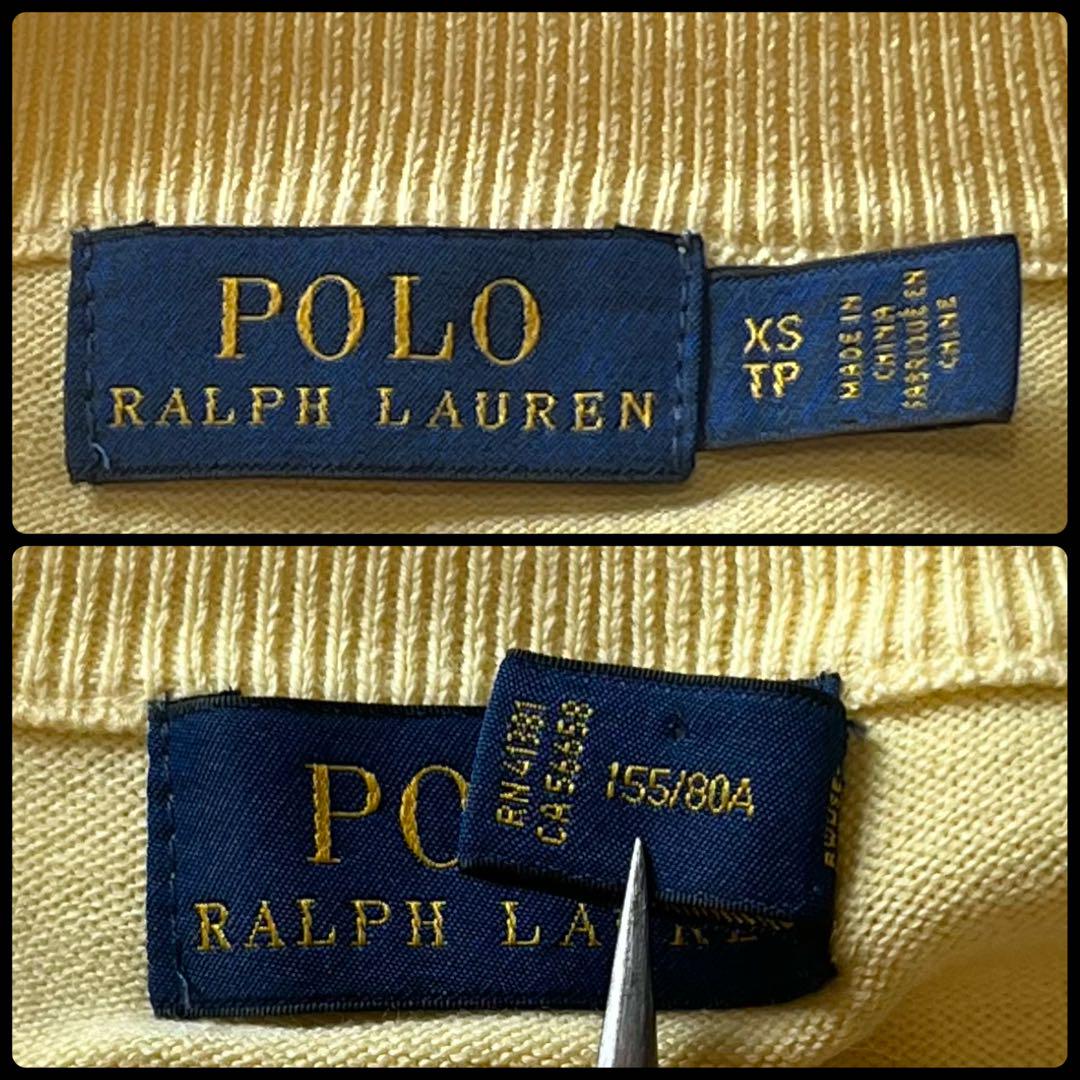 POLO
RALPH LAUREN
XS
TP
MADE IN
CHINA
FABRIQUÉ EN
CHINE
PO
RALPH LA
RN 41381
CA 56658
155/80A